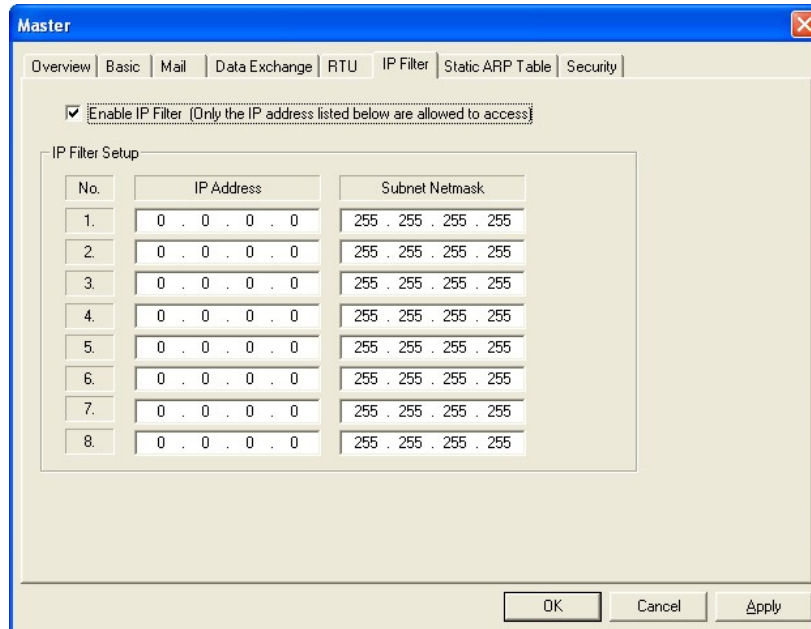 Master
Overview Basic Mail Data Exchange RTU IP Filter Static ARP Table Security
Enable IP Filter (Only the IP address listed below are allowed to access)
IP Filter Setup
No. IP Address Subnet Netmask
1. 0 . 0 . 0 . 0 255 . 255 . 255 . 255
2. 0 . 0 . 0 . 0 255 . 255 . 255 . 255
3. 0 . 0 . 0 . 0 255 . 255 . 255 . 255
4. 0 . 0 . 0 . 0 255 . 255 . 255 . 255
5. 0 . 0 . 0 . 0 255 . 255 . 255 . 255
6. 0 . 0 . 0 . 0 255 . 255 . 255 . 255
7. 0 . 0 . 0 . 0 255 . 255 . 255 . 255
8. 0 . 0 . 0 . 0 255 . 255 . 255 . 255
OK Cancel Apply